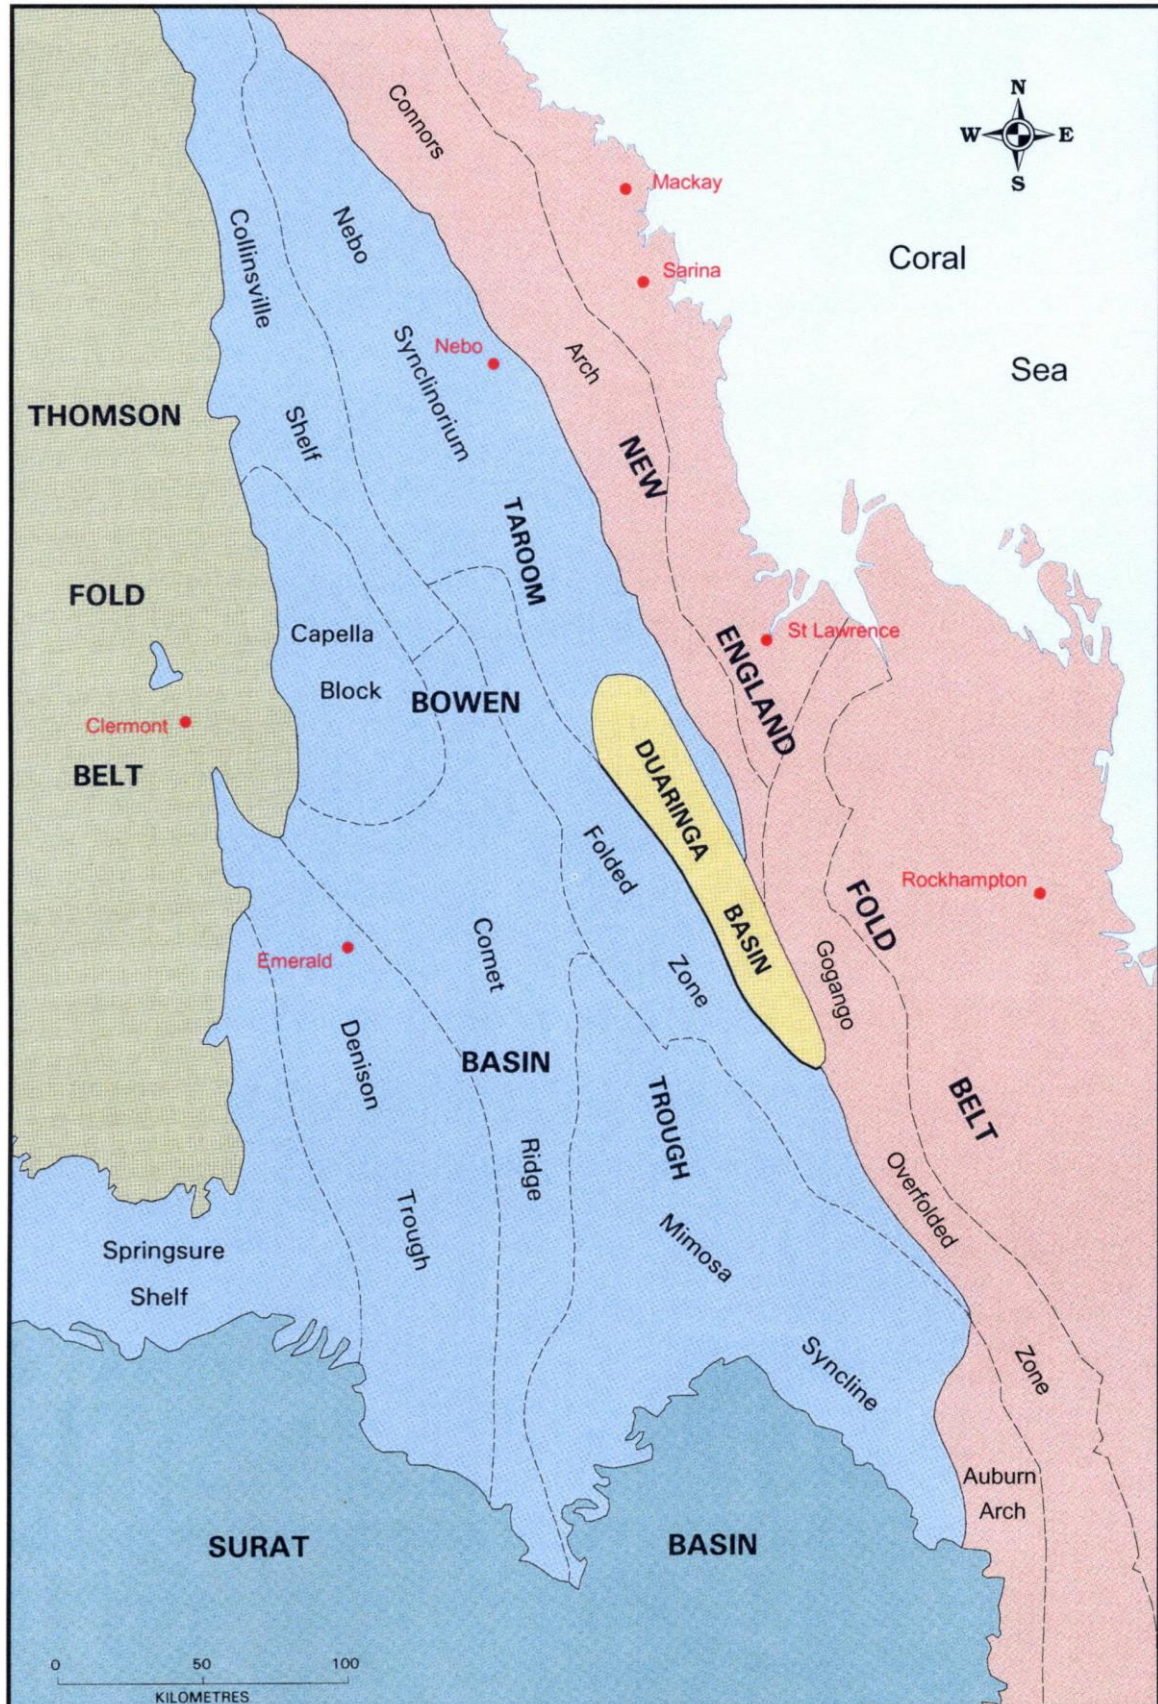 N
W E
S
Connors
Arch
Mackay
Sarina
Coral
Sea
Collinsville
Shelf
Nebo
Synclinorium
Nebo
THOMSON
FOLD
BELT
NEW
ENGLAND
FOLD
BELT
TAROOM
TROUGH
St Lawrence
Capella
Block
BOWEN
BASIN
Clermont
DUARINGA
BASIN
Folded
Zone
Rockhampton
Emerald
Comet
Ridge
Gogango
Overfolded
Zone
Denison
Trough
Mimosa
Syncline
Springsure
Shelf
Auburn
Arch
SURAT
BASIN
0 50 100
KILOMETRES